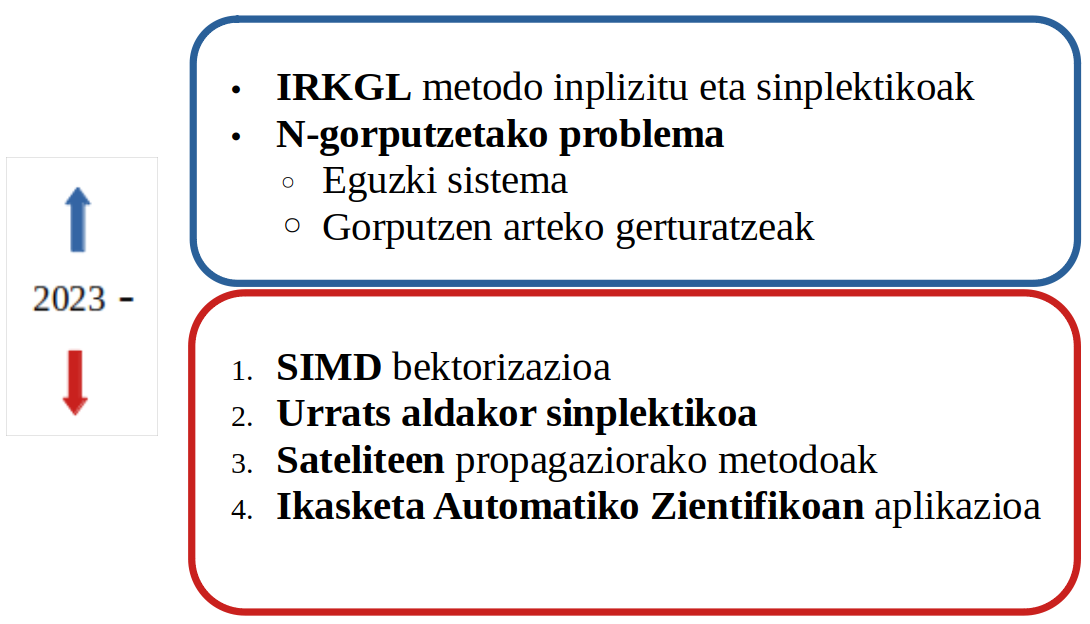 • IRKGL metodo inplizitu eta sinplektikoak
• N-gorputzetako problema
○ Eguzki sistema
○ Gorputzen arteko gerturatzeak
2023 -
1. SIMD bektorizazioa
2. Urrats aldakor sinplektikoa
3. Sateliteen propagaziorako metodoak
4. Ikasketa Automatiko Zientifikoan aplikazioa